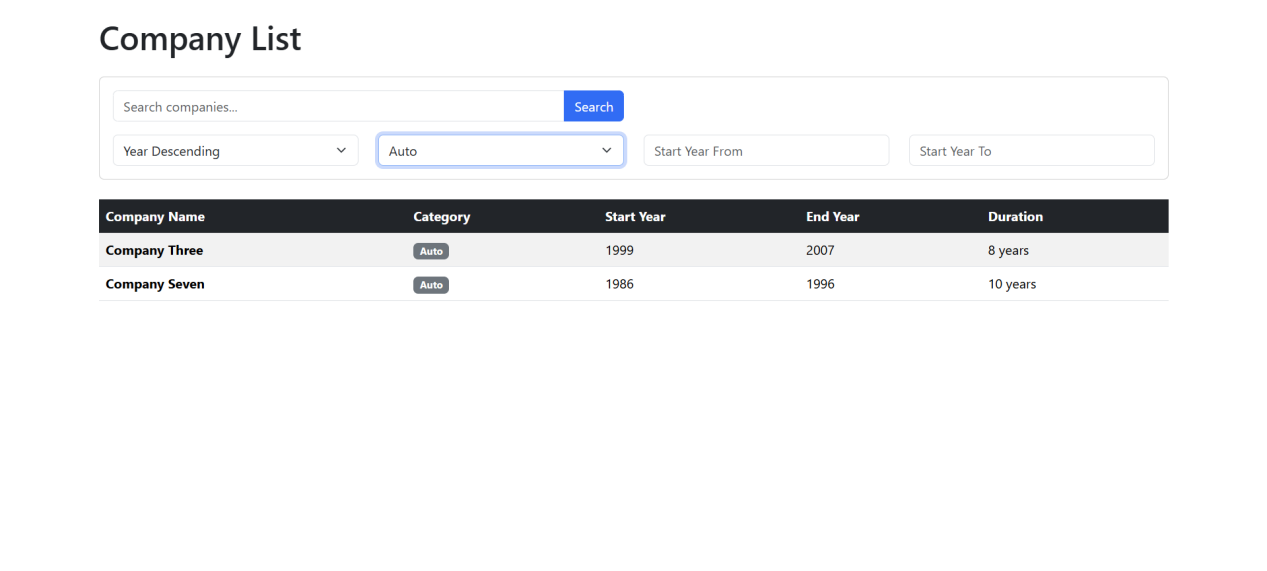 Company List
Search companies... Search
Year Descending Auto Start Year From Start Year To
Company Name Category Start Year End Year Duration
Company Three Auto 1999 2007 8 years
Company Seven Auto 1986 1996 10 years